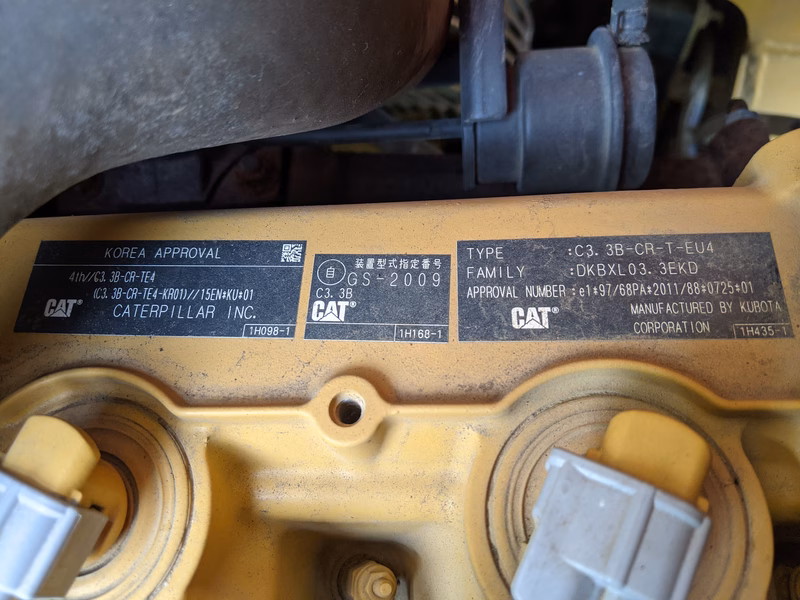 KOREA APPROVAL
4th//C3.3B-CR-TE4
(C3.3B-CR-TE4-KR01)//15EN*KU*01
CAT® CATERPILLAR INC.
1H098-1
自 装置型式指定番号
GS-2009
C3.3B
CAT®
1H168-1
TYPE :C3.3B-CR-T-EU4
FAMILY :DKBXL03.3EKD
APPROVAL NUMBER :e1*97/68PA*2011/88*0725*01
CAT® MANUFACTURED BY KUBOTA
CORPORATION
1H435-1